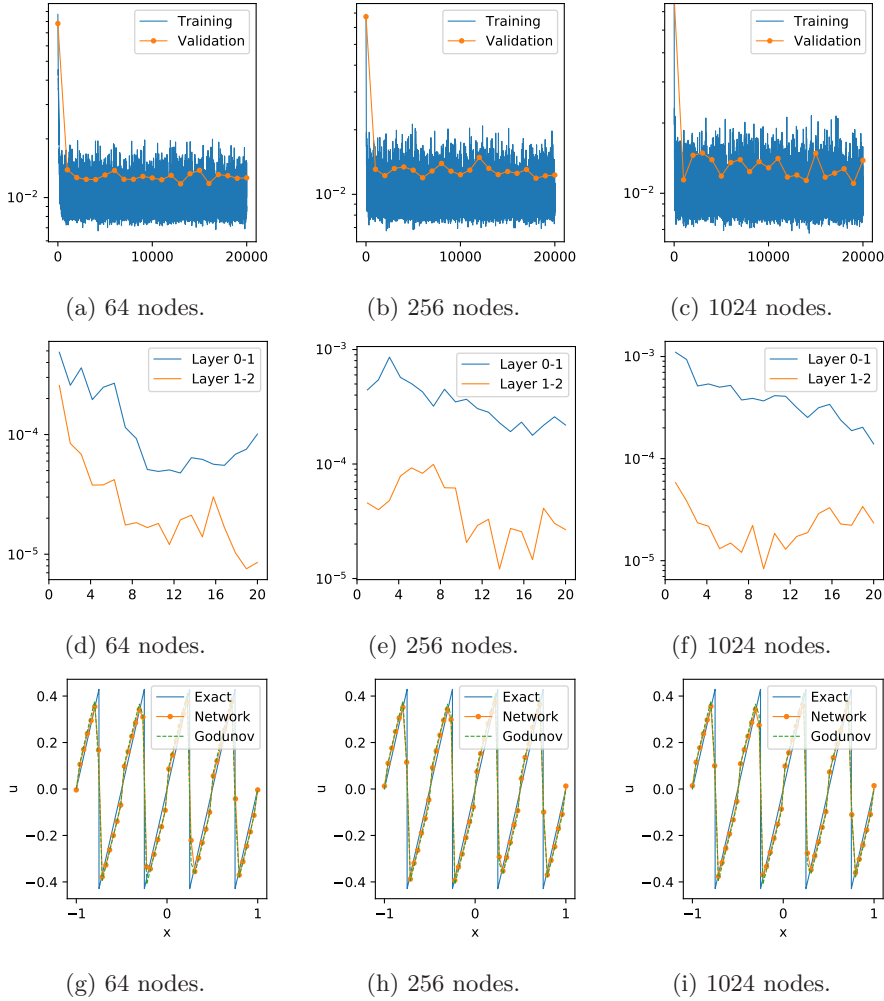 Training
Validation
10⁻²
0 10000 20000
(a) 64 nodes.
Training
Validation
10⁻²
0 10000 20000
(b) 256 nodes.
Training
Validation
10⁻²
0 10000 20000
(c) 1024 nodes.
Layer 0-1
Layer 1-2
10⁻⁴
10⁻⁵
0 4 8 12 16 20
(d) 64 nodes.
Layer 0-1
Layer 1-2
10⁻³
10⁻⁴
10⁻⁵
0 4 8 12 16 20
(e) 256 nodes.
Layer 0-1
Layer 1-2
10⁻³
10⁻⁴
10⁻⁵
0 4 8 12 16 20
(f) 1024 nodes.
Exact
Network
Godunov
0.4
0.2
0.0
−0.2
−0.4
u
−1 0 1
x
(g) 64 nodes.
Exact
Network
Godunov
0.4
0.2
0.0
−0.2
−0.4
u
−1 0 1
x
(h) 256 nodes.
Exact
Network
Godunov
0.4
0.2
0.0
−0.2
−0.4
u
−1 0 1
x
(i) 1024 nodes.